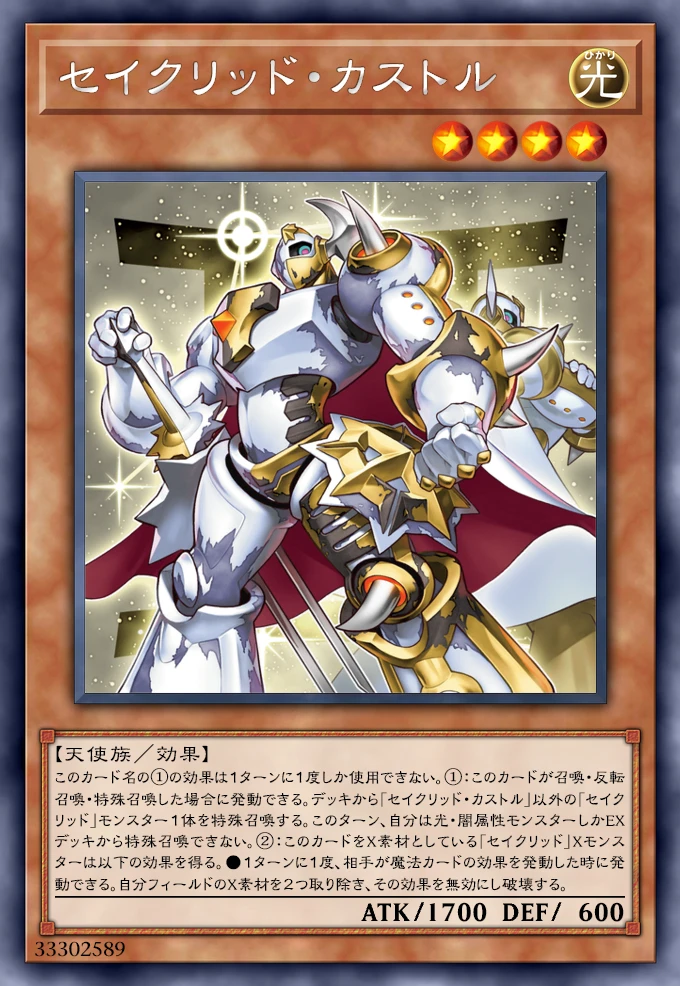 セイクリッド・カストル
ひかり
光
【天使族／効果】
このカード名の①の効果は1ターンに1度しか使用できない。①：このカードが召喚・反転
召喚・特殊召喚した場合に発動できる。デッキから「セイクリッド・カストル」以外の「セイク
リッド」モンスター1体を特殊召喚する。このターン、自分は光・闇属性モンスターしかEX
デッキから特殊召喚できない。②：このカードをX素材としている「セイクリッド」Xモンス
ターは以下の効果を得る。●1ターンに1度、相手が魔法カードの効果を発動した時に発
動できる。自分フィールドのX素材を2つ取り除き、その効果を無効にし破壊する。
ATK/1700 DEF/ 600
33302589